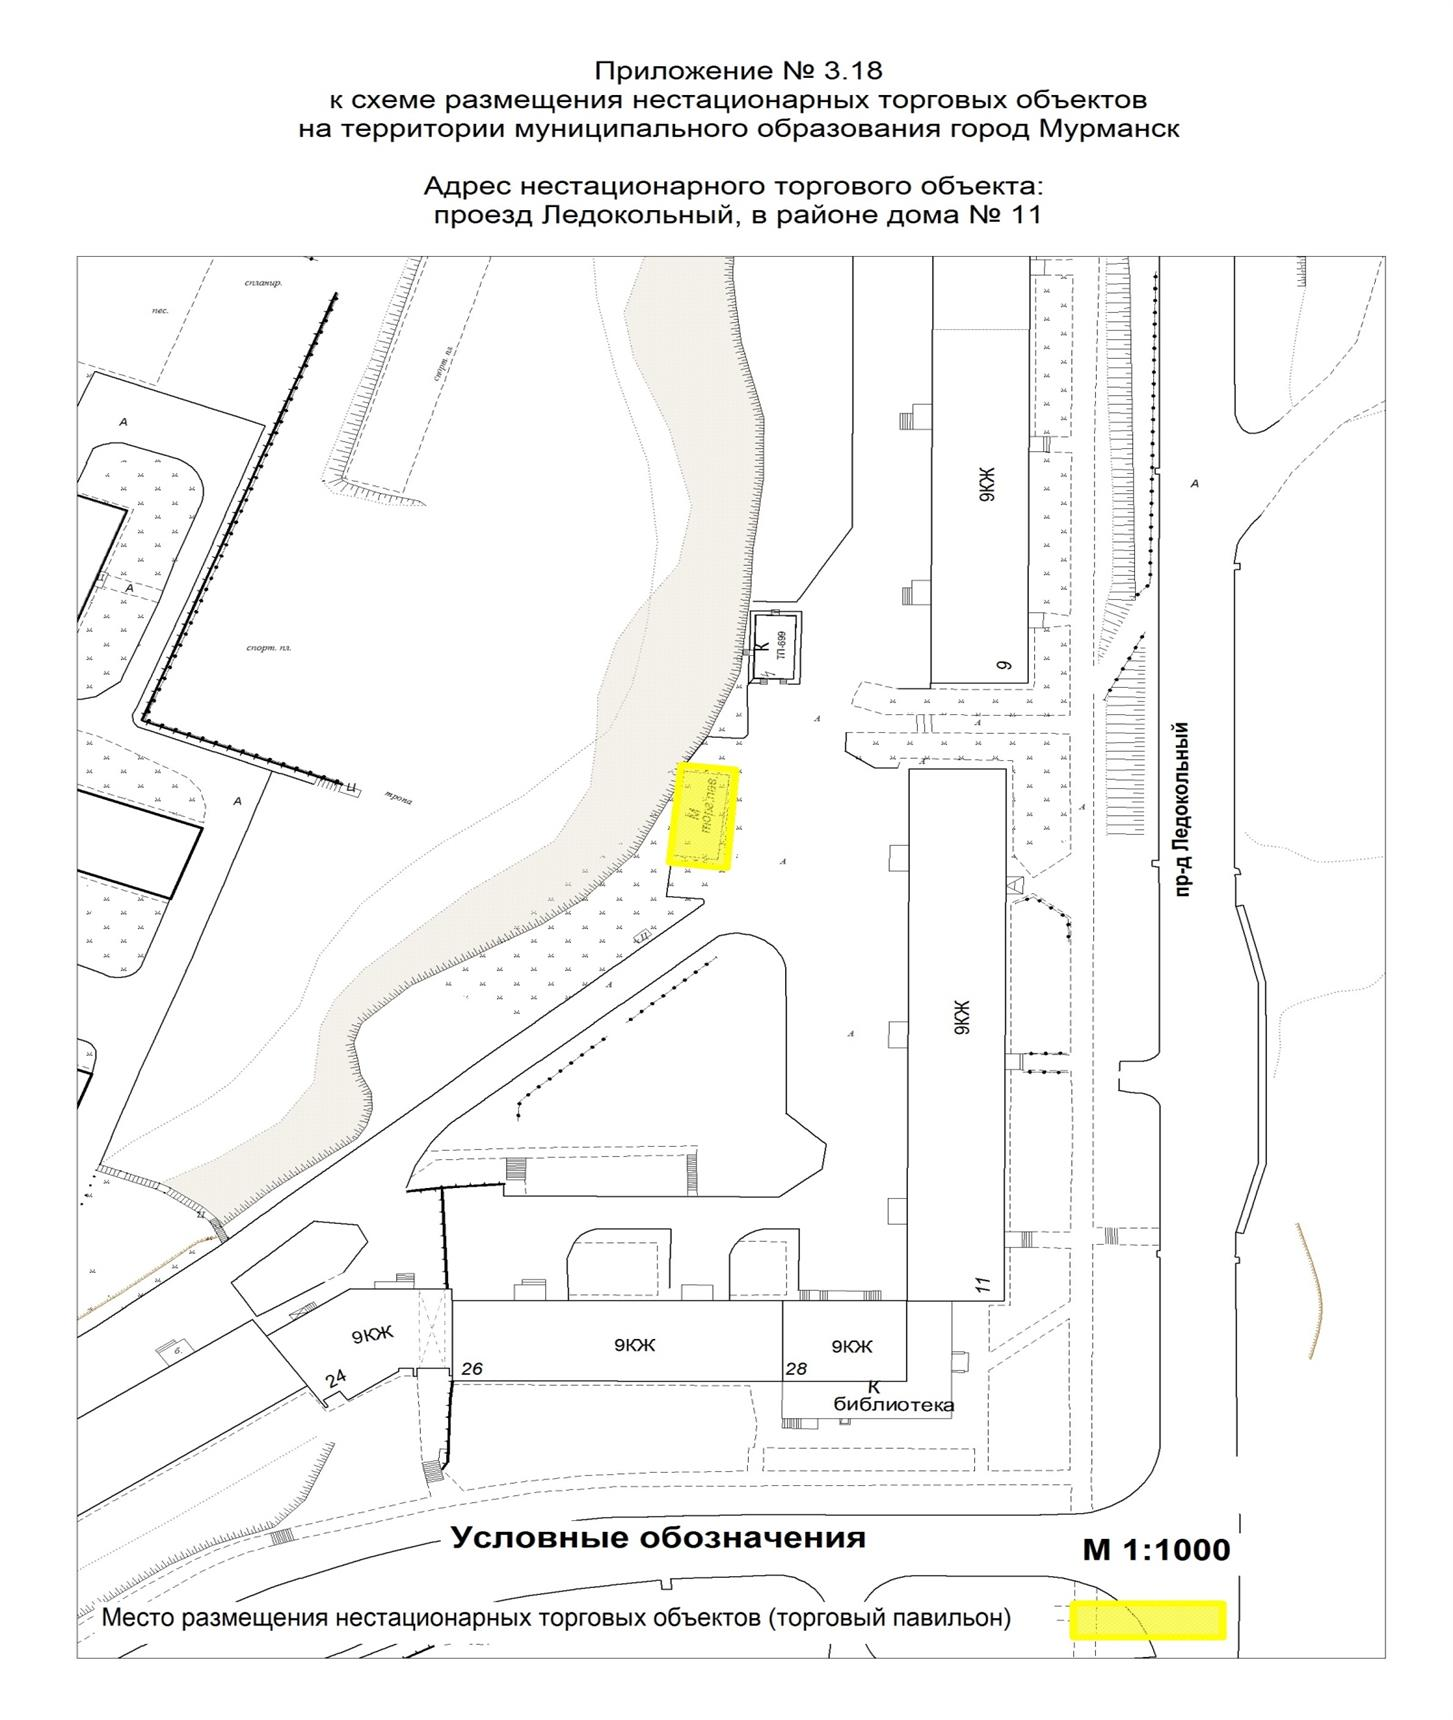 Приложение № 3.18
к схеме размещения нестационарных торговых объектов
на территории муниципального образования город Мурманск
Адрес нестационарного торгового объекта:
проезд Ледокольный, в районе дома № 11
спланир.
пес.
спорт. пл.
А
9КЖ
А
А
спорт. пл.
К
ТП-699
9
А
А
пр-д Ледокольный
А
Ц
тропа
А
М
торг.пав.
А
А
Ц
А
9КЖ
А
Ц
11
9КЖ
24
б.
9КЖ
26
9КЖ
28
К
библиотека
Условные обозначения
М 1:1000
Место размещения нестационарных торговых объектов (торговый павильон)